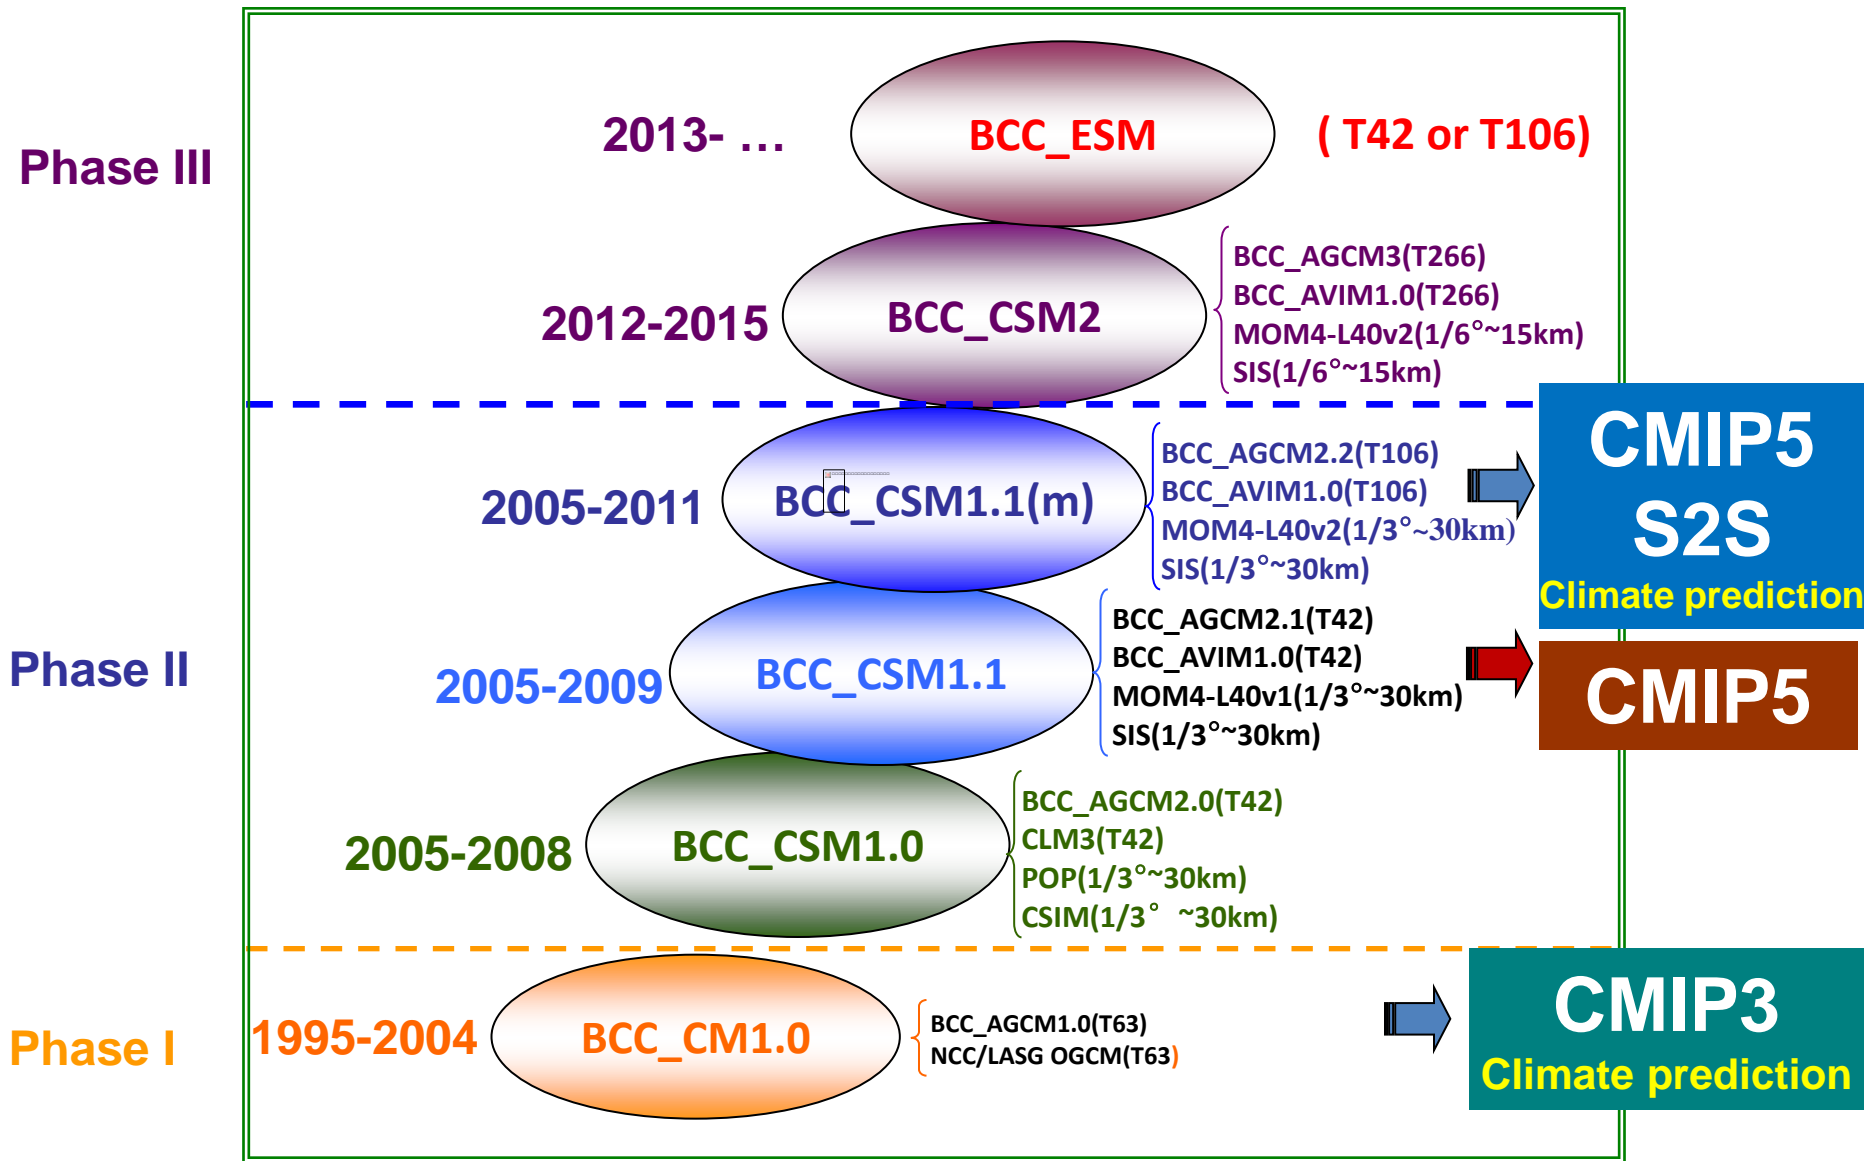 Phase III
2013- ...
BCC_ESM
( T42 or T106)
2012-2015
BCC_CSM2
BCC_AGCM3(T266)
BCC_AVIM1.0(T266)
MOM4-L40v2(1/6°~15km)
SIS(1/6°~15km)
Phase II
2005-2011
BCC_CSM1.1(m)
BCC_AGCM2.2(T106)
BCC_AVIM1.0(T106)
MOM4-L40v2(1/3°~30km)
SIS(1/3°~30km)
CMIP5
S2S
Climate prediction
2005-2009
BCC_CSM1.1
BCC_AGCM2.1(T42)
BCC_AVIM1.0(T42)
MOM4-L40v1(1/3°~30km)
SIS(1/3°~30km)
CMIP5
2005-2008
BCC_CSM1.0
BCC_AGCM2.0(T42)
CLM3(T42)
POP(1/3°~30km)
CSIM(1/3° ~30km)
Phase I
1995-2004
BCC_CM1.0
BCC_AGCM1.0(T63)
NCC/LASG OGCM(T63)
CMIP3
Climate prediction